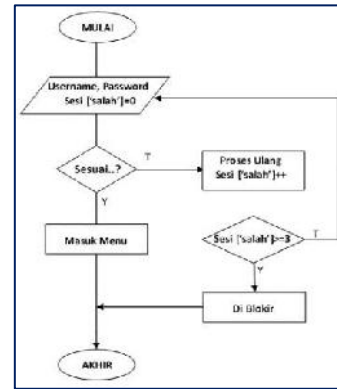 MULAI
Username, Password
Sesi ['salah']=0
Sesuai..?
T
Proses Ulang
Sesi ['salah']++
Y
Masuk Menu
Sesi ['salah']>=3
T
Y
Di Blokir
AKHIR